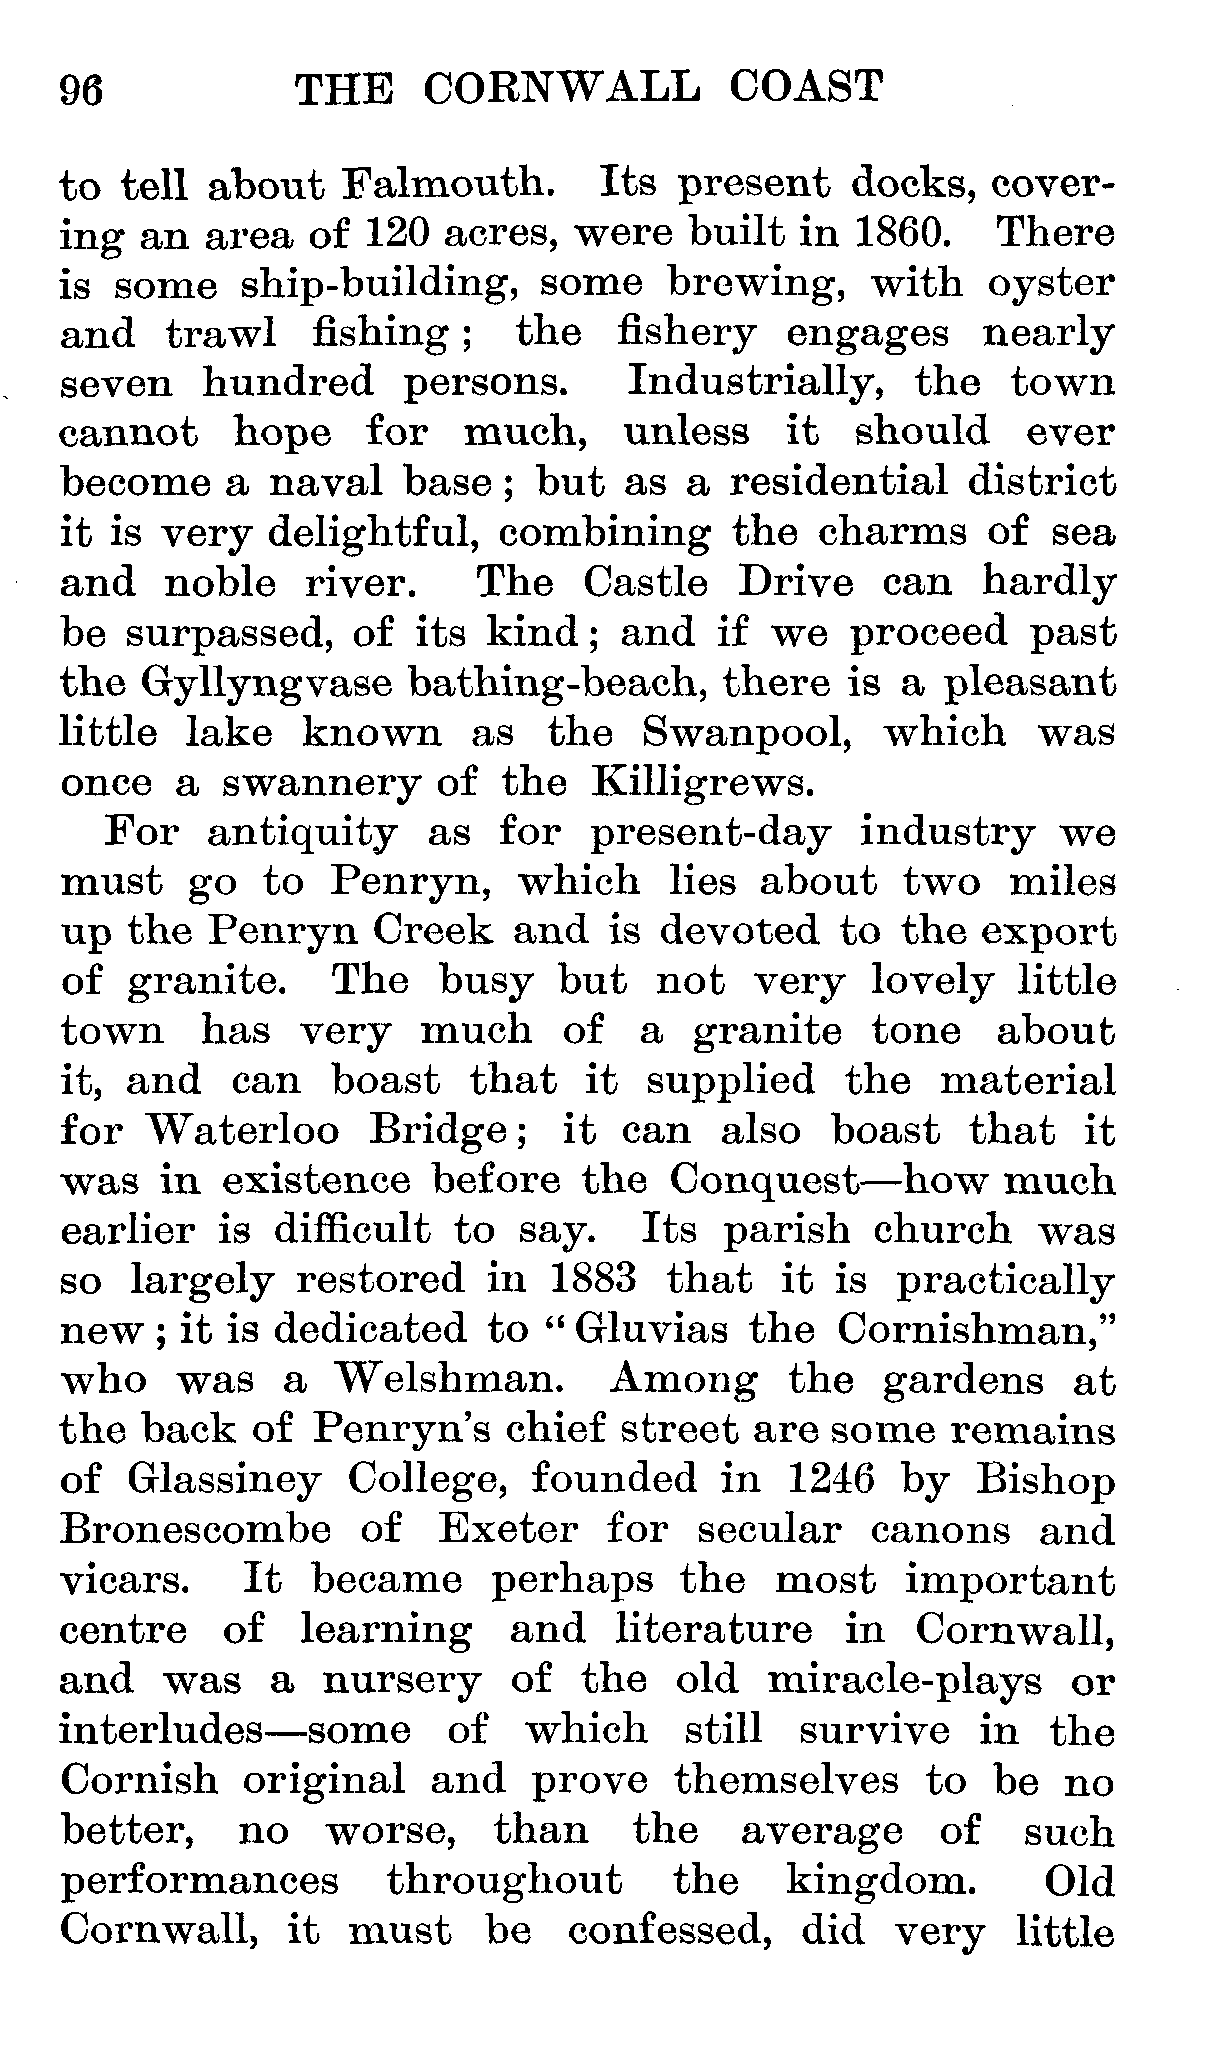 96 THE CORNWALL COAST
to tell about Falmouth. Its present docks, cover-
ing an area of 120 acres, were built in 1860. There
is some ship-building, some brewing, with oyster
and trawl fishing ; the fishery engages nearly
seven hundred persons. Industrially, the town
cannot hope for much, unless it should ever
become a naval base ; but as a residential district
it is very delightful, combining the charms of sea
and noble river. The Castle Drive can hardly
be surpassed, of its kind ; and if we proceed past
the Gyllyngvase bathing-beach, there is a pleasant
little lake known as the Swanpool, which was
once a swannery of the Killigrews.
For antiquity as for present-day industry we
must go to Penryn, which lies about two miles
up the Penryn Creek and is devoted to the export
of granite. The busy but not very lovely little
town has very much of a granite tone about
it, and can boast that it supplied the material
for Waterloo Bridge ; it can also boast that it
was in existence before the Conquest—how much
earlier is difficult to say. Its parish church was
so largely restored in 1883 that it is practically
new ; it is dedicated to “Gluvias the Cornishman,”
who was a Welshman. Among the gardens at
the back of Penryn’s chief street are some remains
of Glassiney College, founded in 1246 by Bishop
Bronescombe of Exeter for secular canons and
vicars. It became perhaps the most important
centre of learning and literature in Cornwall,
and was a nursery of the old miracle-plays or
interludes—some of which still survive in the
Cornish original and prove themselves to be no
better, no worse, than the average of such
performances throughout the kingdom. Old
Cornwall, it must be confessed, did very little